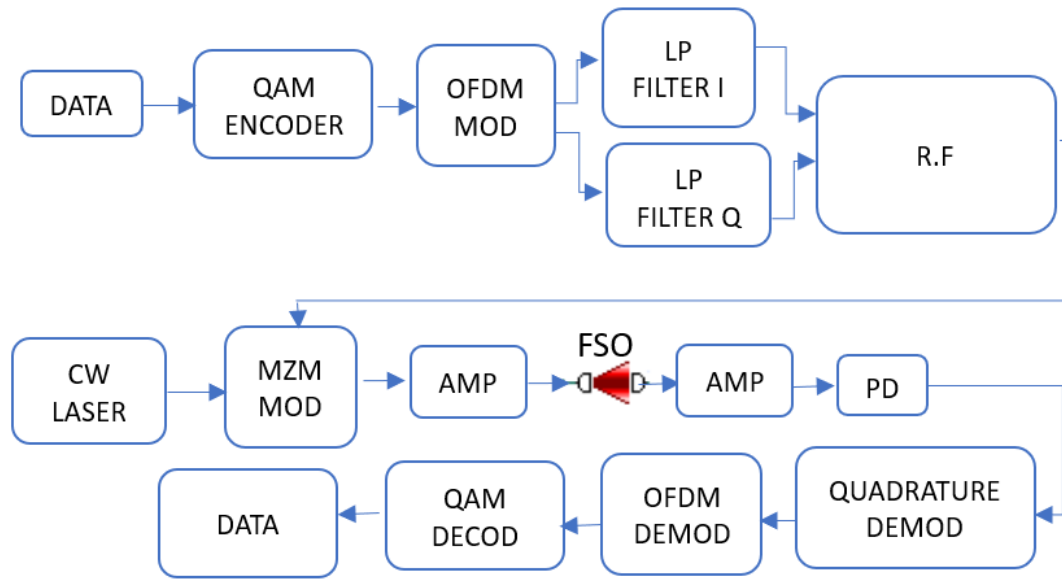 DATA
QAM
ENCODER
OFDM
MOD
LP
FILTER I
LP
FILTER Q
R.F
CW
LASER
MZM
MOD
AMP
FSO
AMP
PD
DATA
QAM
DECOD
OFDM
DEMOD
QUADRATURE
DEMOD